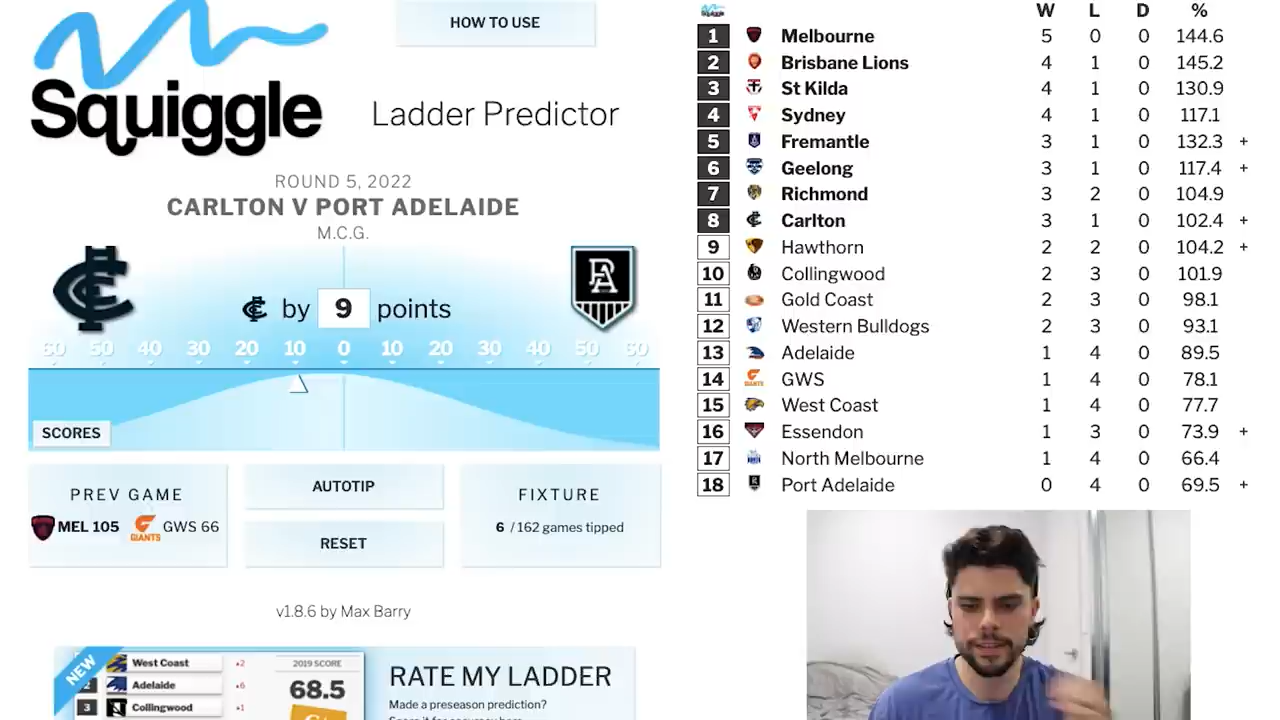 HOW TO USE
Squiggle
Ladder Predictor
ROUND 5, 2022
CARLTON V PORT ADELAIDE
M.C.G.
by 9 points
60 50 40 30 20 10 0 10 20 30 40 50 60
SCORES
PREV GAME
MEL 105 GIANTS GWS 66
AUTOTIP
RESET
FIXTURE
6 / 162 games tipped
v1.8.6 by Max Barry
NEW
West Coast 2
2 Adelaide 6
3 Collingwood 1
2019 SCORE
68.5
RATE MY LADDER
Made a preseason prediction?
Squiggle W L D %
1 Melbourne 5 0 0 144.6
2 Brisbane Lions 4 1 0 145.2
3 St Kilda 4 1 0 130.9
4 Sydney 4 1 0 117.1
5 Fremantle 3 1 0 132.3 +
6 Geelong 3 1 0 117.4 +
7 Richmond 3 2 0 104.9
8 Carlton 3 1 0 102.4 +
9 Hawthorn 2 2 0 104.2 +
10 Collingwood 2 3 0 101.9
11 Gold Coast 2 3 0 98.1
12 Western Bulldogs 2 3 0 93.1
13 Adelaide 1 4 0 89.5
14 GIANTS GWS 1 4 0 78.1
15 West Coast 1 4 0 77.7
16 Essendon 1 3 0 73.9 +
17 North Melbourne 1 4 0 66.4
18 Port Adelaide 0 4 0 69.5 +